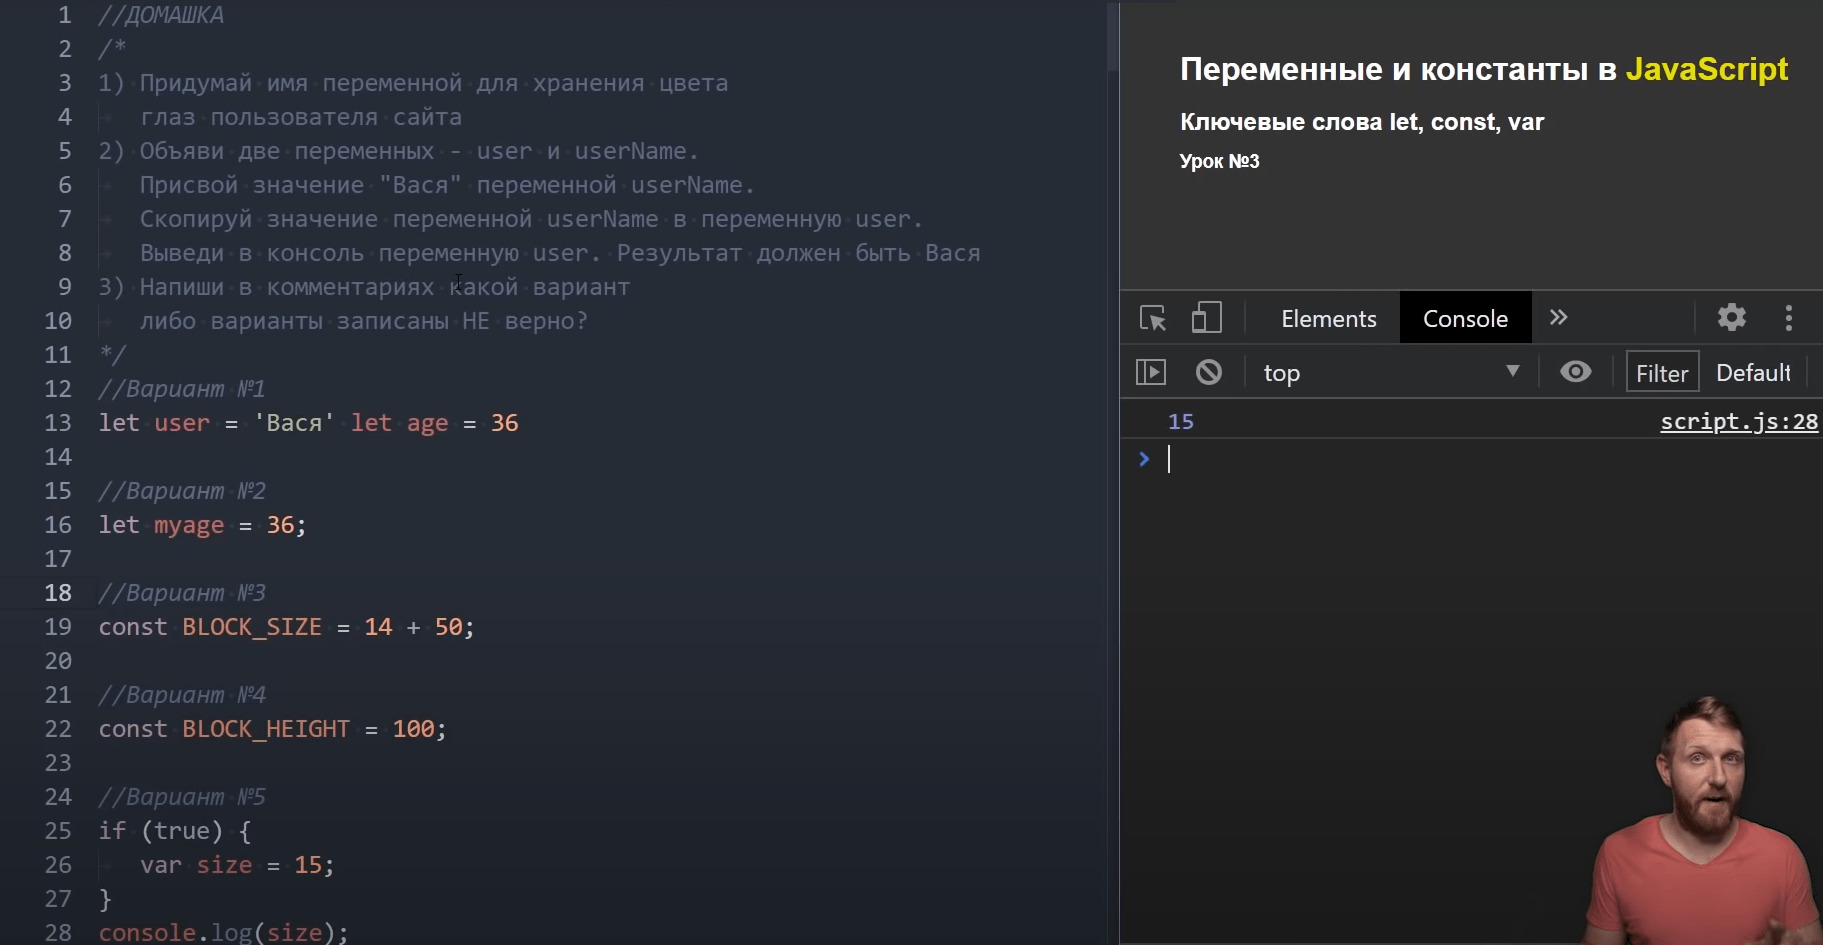 1 //ДОМАШКА
2 /*
3 1) Придумай имя переменной для хранения цвета
4 глаз пользователя сайта
5 2) Объяви две переменных - user и userName.
6 Присвой значение "Вася" переменной userName.
7 Скопируй значение переменной userName в переменную user.
8 Выведи в консоль переменную user. Результат должен быть Вася
9 3) Напиши в комментариях какой вариант
10 либо варианты записаны НЕ верно?
11 */
12 //Вариант №1
13 let user = 'Вася' let age = 36
14
15 //Вариант №2
16 let myage = 36;
17
18 //Вариант №3
19 const BLOCK_SIZE = 14 + 50;
20
21 //Вариант №4
22 const BLOCK_HEIGHT = 100;
23
24 //Вариант №5
25 if (true) {
26 var size = 15;
27 }
28 console.log(size);
Переменные и константы в JavaScript
Ключевые слова let, const, var
Урок №3
Elements Console »
top Filter Default
15 script.js:28
>